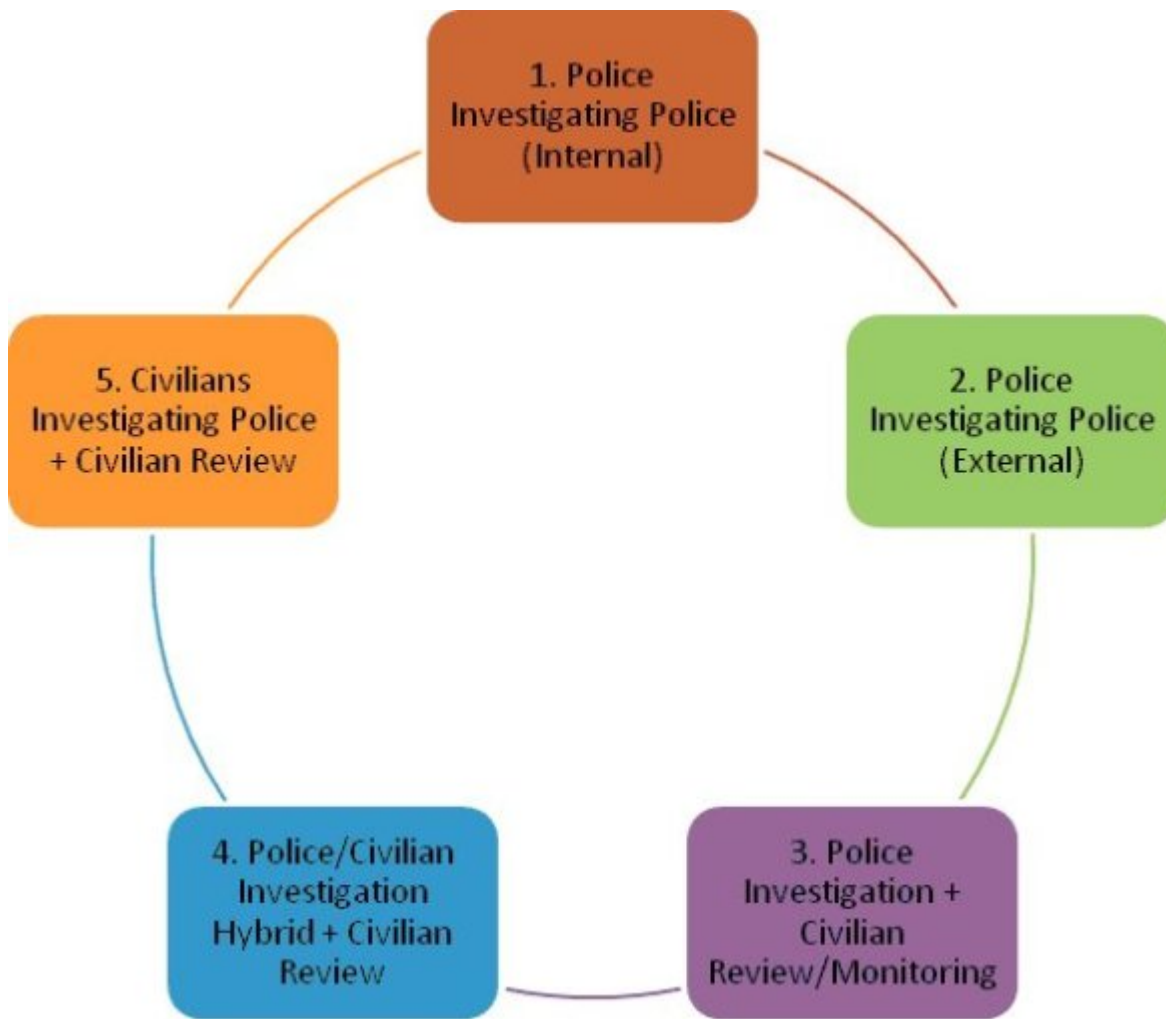 1. Police
Investigating Police
(Internal)
2. Police
Investigating Police
(External)
3. Police
Investigation +
Civilian
Review/Monitoring
4. Police/Civilian
Investigation
Hybrid + Civilian
Review
5. Civilians
Investigating Police
+ Civilian Review